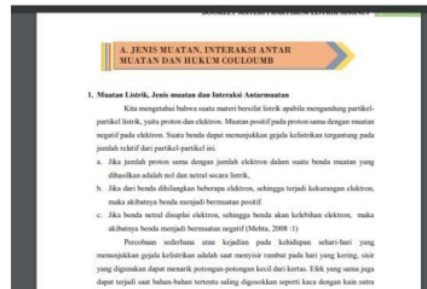 BOOKLET MATERI PRAKTIKUM LISTRIK MAGNET
A. JENIS MUATAN, INTERAKSI ANTAR
MUATAN DAN HUKUM COULOUMB
1. Muatan Listrik, Jenis muatan dan Interaksi Antarmuatan
Kita mengetahui bahwa suatu materi bersifat listrik apabila mengandung partikel-
partikel listrik, yaitu proton dan elektron. Muatan positif pada proton sama dengan muatan
negatif pada elektron. Suatu benda dapat menunjukkan gejala kelistrikan tergantung pada
jumlah relatif dari partikel-partikel ini.
a. Jika jumlah proton sama dengan jumlah elektron dalam suatu benda muatan yang
dihasilkan adalah nol dan netral secara listrik,
b. Jika dari benda dihilangkan beberapa elektron, sehingga terjadi kekurangan elektron,
maka akibatnya benda menjadi bermuatan positif.
c. Jika benda netral disuplai elektron, sehingga benda akan kelebihan elektron, maka
akibatnya benda menjadi bermuatan negatif (Mehta, 2008 :1)
Percobaan sederhana atau kejadian pada kehidupan sehari-hari yang
menunjukkan gejala kelistrikan adalah saat menyisir rambut pada hari yang kering, sisir
yang digunakan dapat menarik potongan-potongan kecil dari kertas. Efek yang sama juga
dapat terjadi saat bahan-bahan tertentu saling digosokkan seperti kaca dengan kain sutra